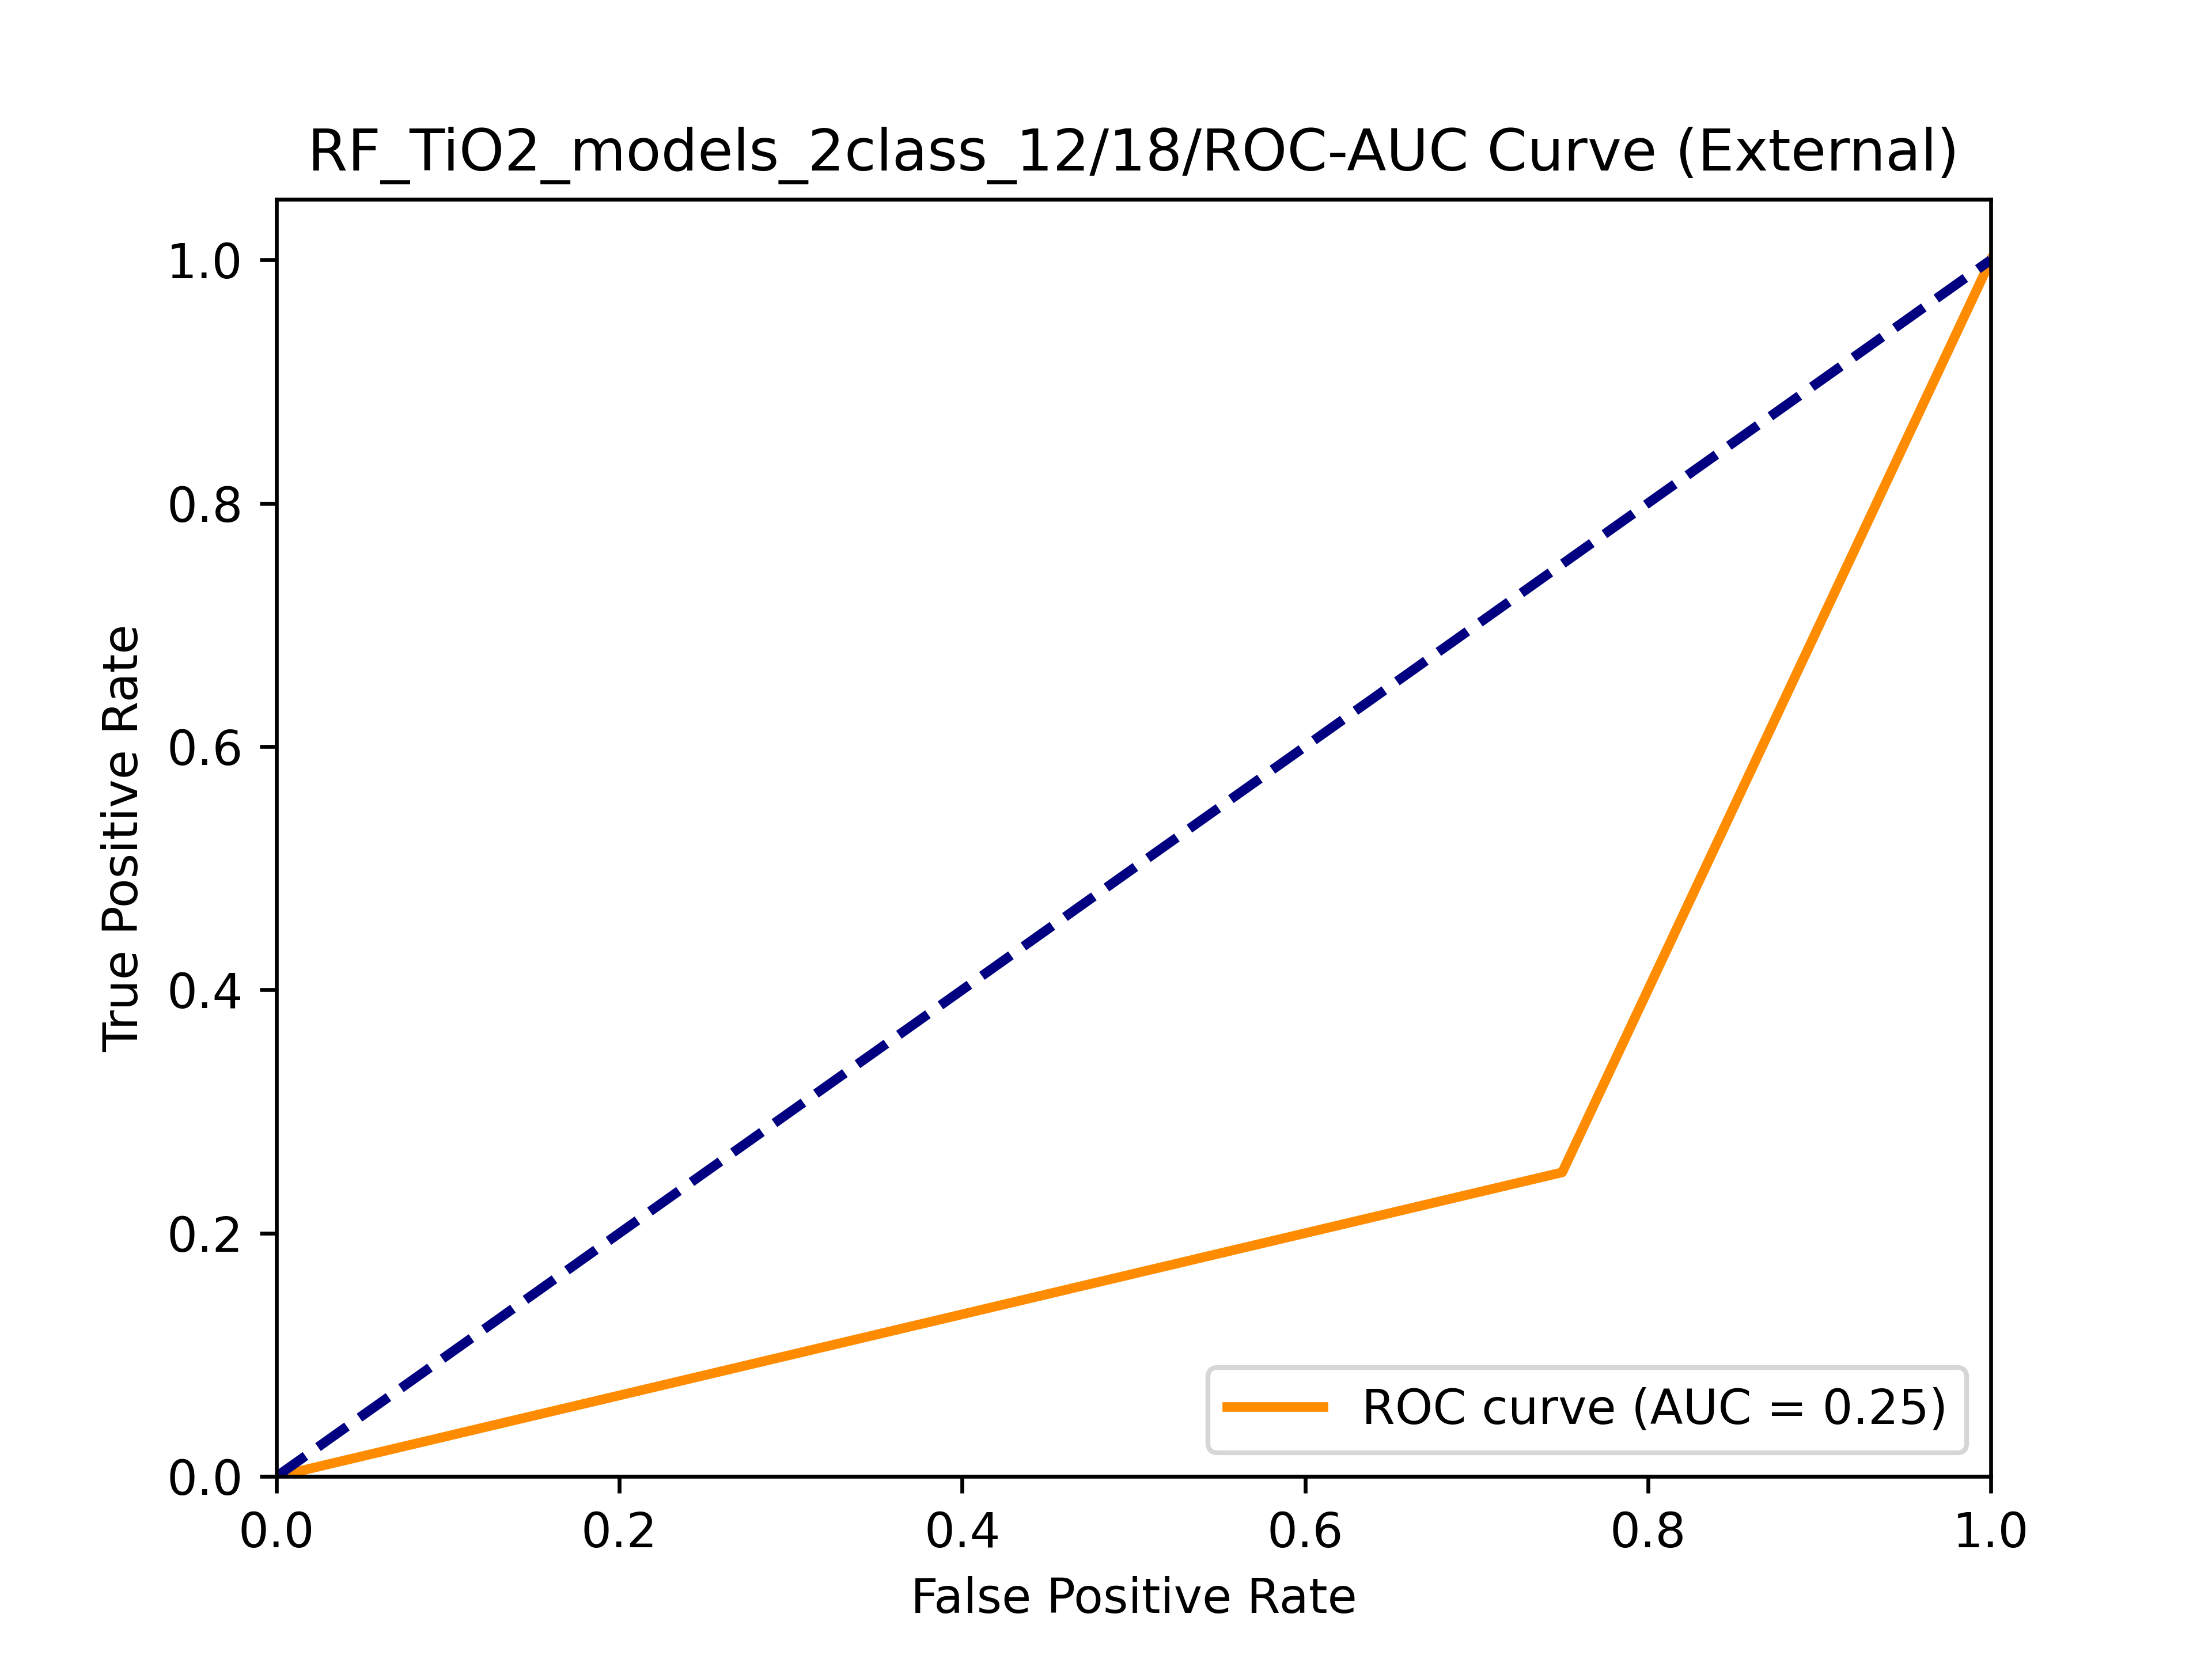 RF_TiO2_models_2class_12/18/ROC-AUC Curve (External)
1.0
0.8
0.6
0.4
0.2
0.0
True Positive Rate
ROC curve (AUC = 0.25)
0.0 0.2 0.4 0.6 0.8 1.0
False Positive Rate